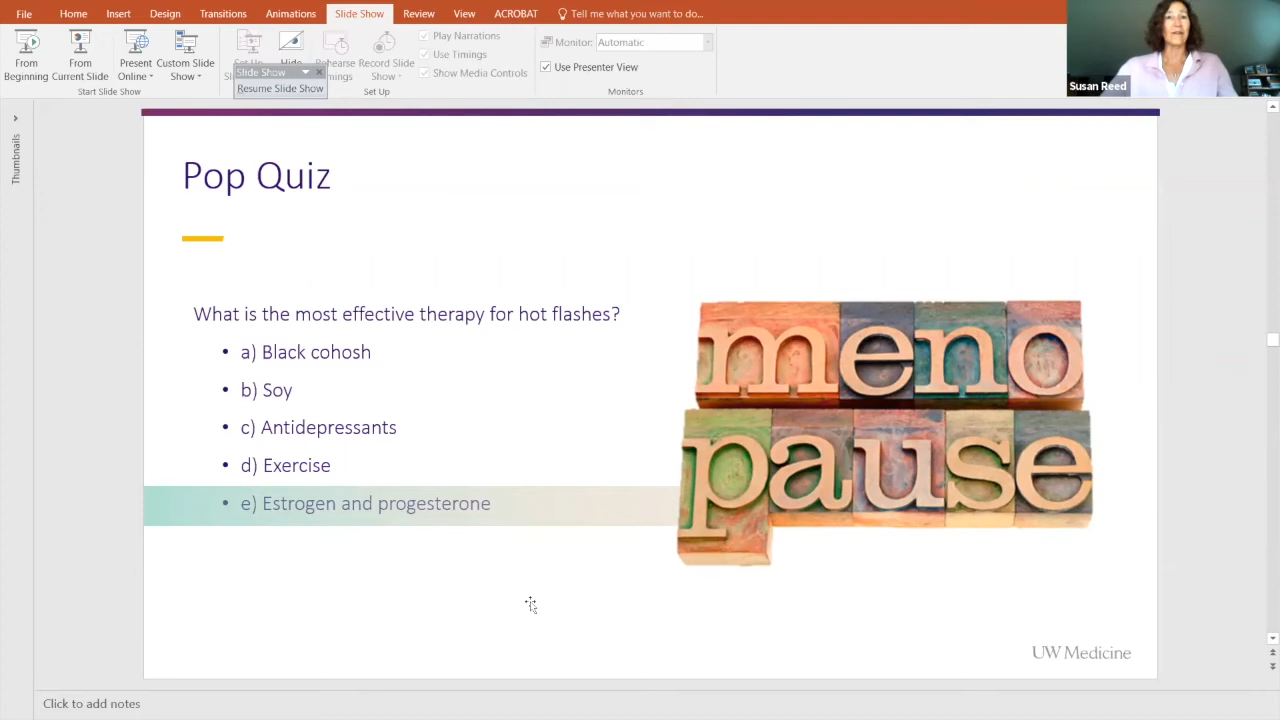 File Home Insert Design Transitions Animations Slide Show Review View ACROBAT Tell me what you want to do...
From Beginning
From Current Slide
Present Online
Custom Slide Show
Hide
Record Slide Show
Play Narrations
Use Timings
Show Media Controls
Monitor: Automatic
Use Presenter View
Slide Show
Resume Slide Show
Start Slide Show
Set Up
Monitors
Susan Reed
Thumbnails
Pop Quiz
What is the most effective therapy for hot flashes?
• a) Black cohosh
• b) Soy
• c) Antidepressants
• d) Exercise
• e) Estrogen and progesterone
meno
pause
UW Medicine
Click to add notes